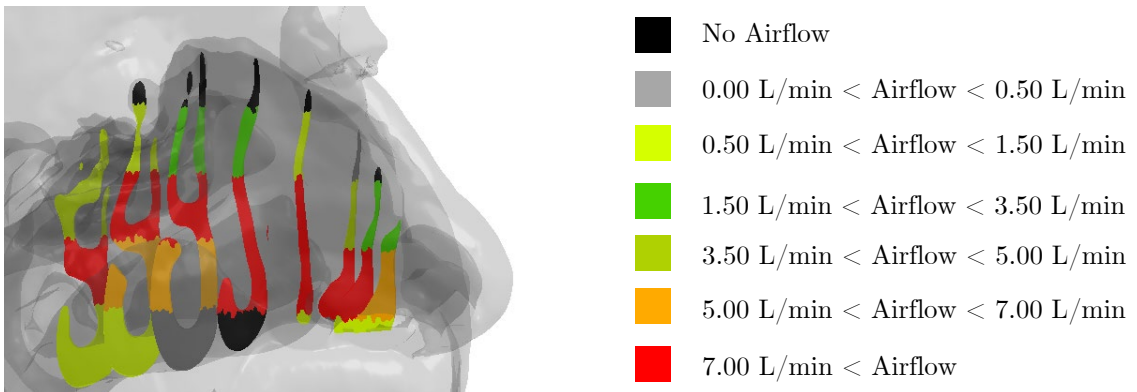 No Airflow
0.00 L/min < Airflow < 0.50 L/min
0.50 L/min < Airflow < 1.50 L/min
1.50 L/min < Airflow < 3.50 L/min
3.50 L/min < Airflow < 5.00 L/min
5.00 L/min < Airflow < 7.00 L/min
7.00 L/min < Airflow